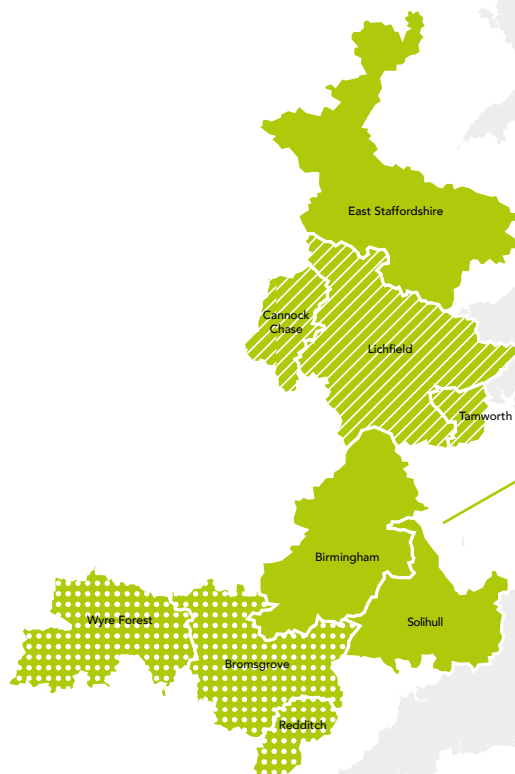 East Staffordshire
Cannock
Chase
Lichfield
Tamworth
Birmingham
Wyre Forest
Solihull
Bromsgrove
Redditch